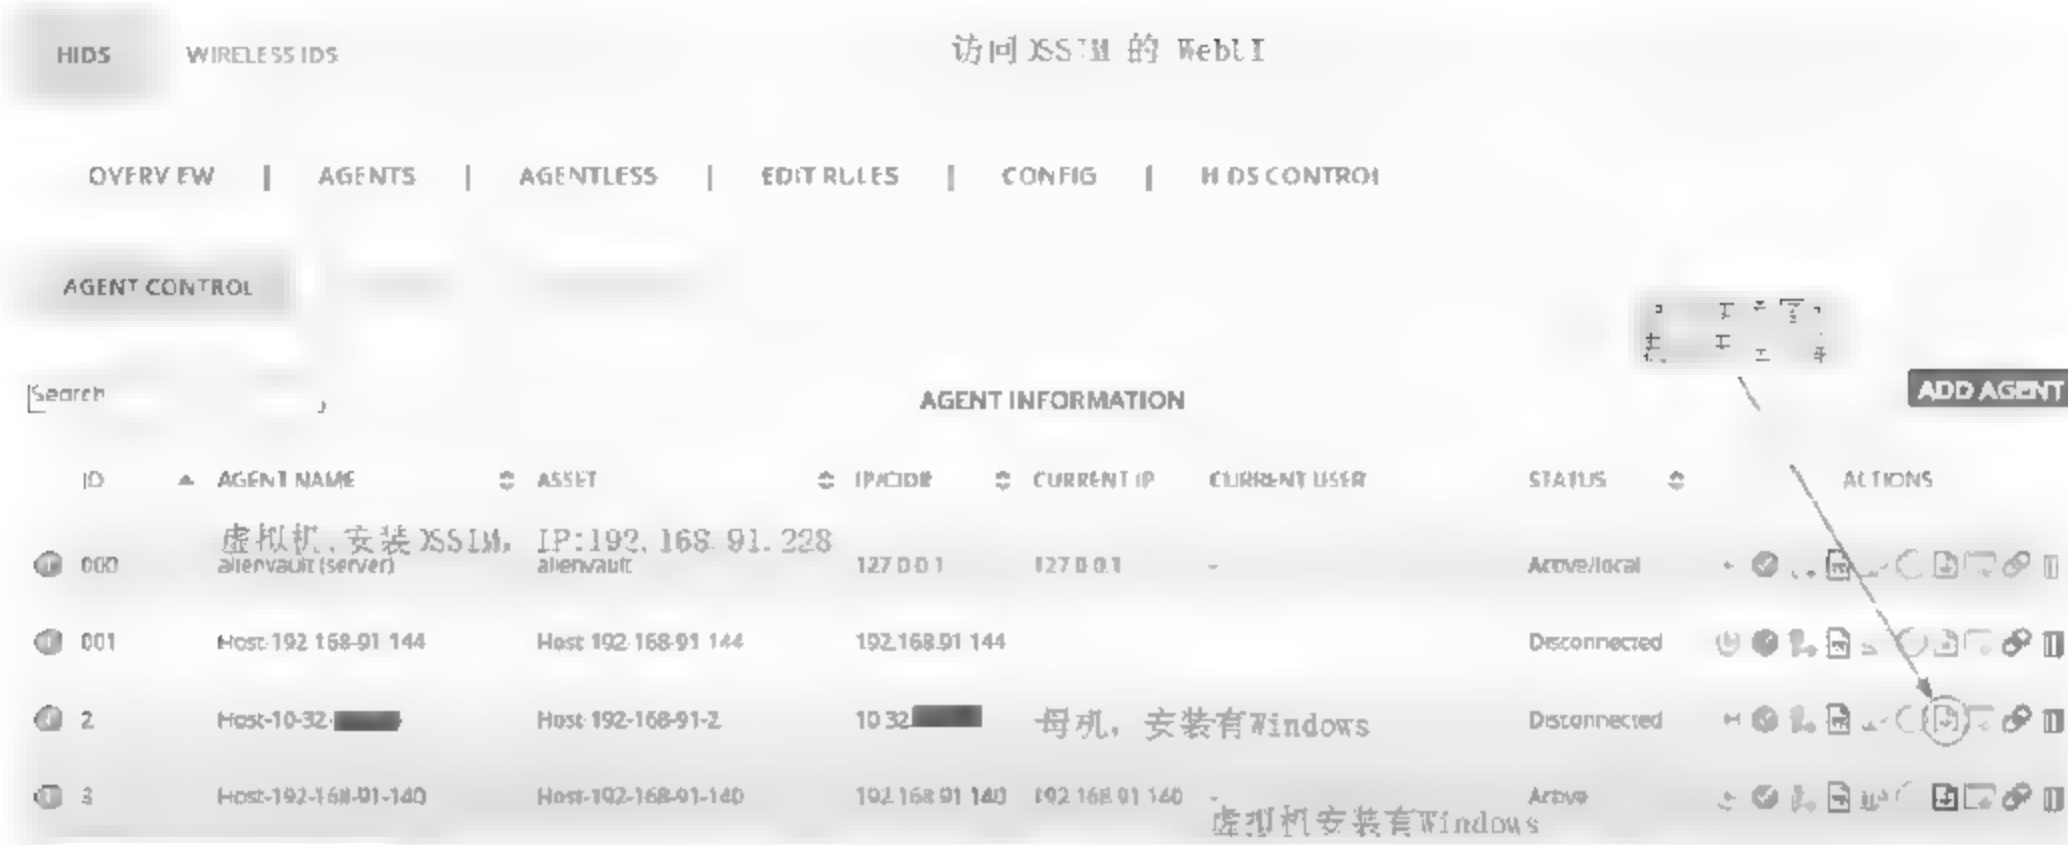 HIDS WIRELESS IDS
访问 OSSIM 的 WebUI
OVERVIEW | AGENTS | AGENTLESS | EDIT RULES | CONFIG | HIDS CONTROL
AGENT CONTROL
Search
AGENT INFORMATION
ADD AGENT
ID AGENT NAME ASSET IP/CIDR CURRENT IP CURRENT USER STATUS ACTIONS
虚拟机,安装OSSIM, IP:192.168.91.228
000 alienvault (server) alienvault 127.0.0.1 127.0.0.1 - Active/local
001 Host-192-168-91-144 Host-192-168-91-144 192.168.91.144 Disconnected
2 Host-10-32- Host-192-168-91-2 10.32. Disconnected
母机, 安装有Windows
3 Host-192-168-91-140 Host-192-168-91-140 192.168.91.140 192.168.91.140 - Active
虚拟机安装有Windows